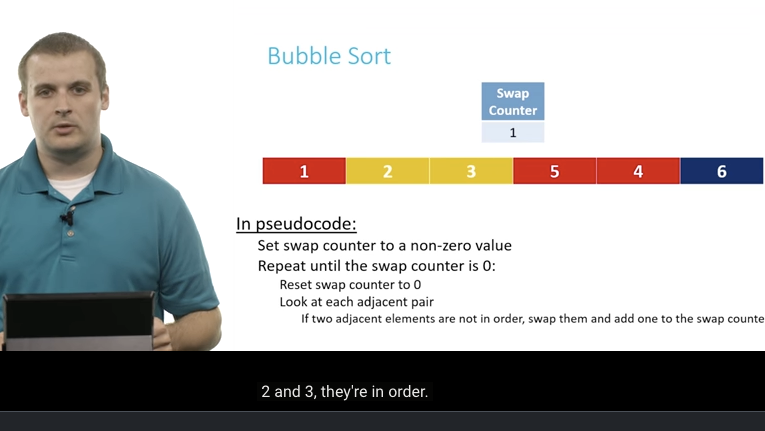 Bubble Sort
Swap
Counter
1
1 2 3 5 4 6
In pseudocode:
Set swap counter to a non-zero value
Repeat until the swap counter is 0:
Reset swap counter to 0
Look at each adjacent pair
If two adjacent elements are not in order, swap them and add one to the swap counte
2 and 3, they're in order.